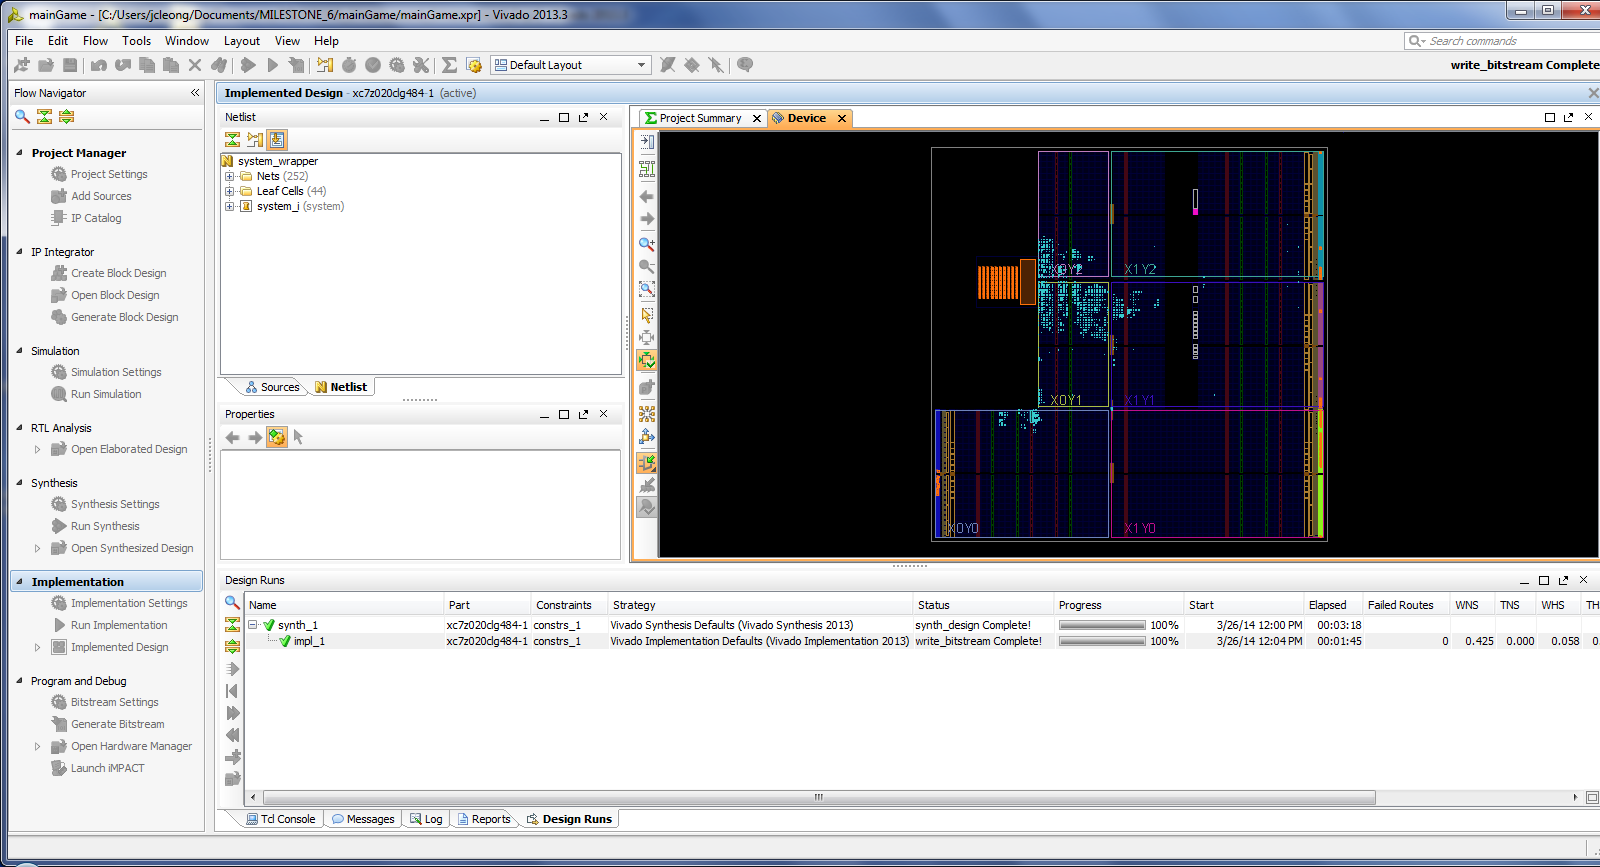 mainGame - [C:/Users/jcleong/Documents/MILESTONE_6/mainGame/mainGame.xpr] - Vivado 2013.3
File Edit Flow Tools Window Layout View Help
Search commands
Default Layout
write_bitstream Complete
Flow Navigator
Project Manager
Project Settings
Add Sources
IP Catalog
IP Integrator
Create Block Design
Open Block Design
Generate Block Design
Simulation
Simulation Settings
Run Simulation
RTL Analysis
Open Elaborated Design
Synthesis
Synthesis Settings
Run Synthesis
Open Synthesized Design
Implementation
Implementation Settings
Run Implementation
Implemented Design
Program and Debug
Bitstream Settings
Generate Bitstream
Open Hardware Manager
Launch iMPACT
Implemented Design - xc7z020clg484-1 (active)
Netlist
system_wrapper
Nets (252)
Leaf Cells (44)
system_i (system)
Sources Netlist
Properties
Project Summary Device
X0Y2 X1Y2
X0Y1 X1Y1
X0Y0 X1Y0
Design Runs
Name Part Constraints Strategy Status Progress Start Elapsed Failed Routes WNS TNS WHS TH
synth_1 xc7z020clg484-1 constrs_1 Vivado Synthesis Defaults (Vivado Synthesis 2013) synth_design Complete! 100% 3/26/14 12:00 PM 00:03:18
impl_1 xc7z020clg484-1 constrs_1 Vivado Implementation Defaults (Vivado Implementation 2013) write_bitstream Complete! 100% 3/26/14 12:04 PM 00:01:45 0 0.425 0.000 0.058 0.
Tcl Console Messages Log Reports Design Runs